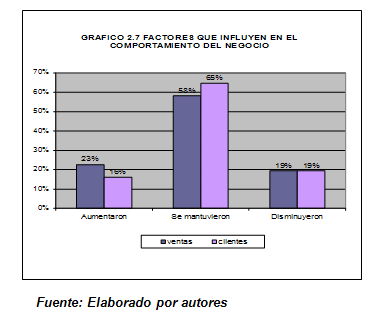 GRAFICO 2.7 FACTORES QUE INFLUYEN EN EL
COMPORTAMIENTO DEL NEGOCIO
70%
60%
50%
40%
30%
20%
10%
0%
23%
16%
58%
65%
19%
19%
Aumentaron
Se mantuvieron
Disminuyeron
ventas
clientes
Fuente: Elaborado por autores